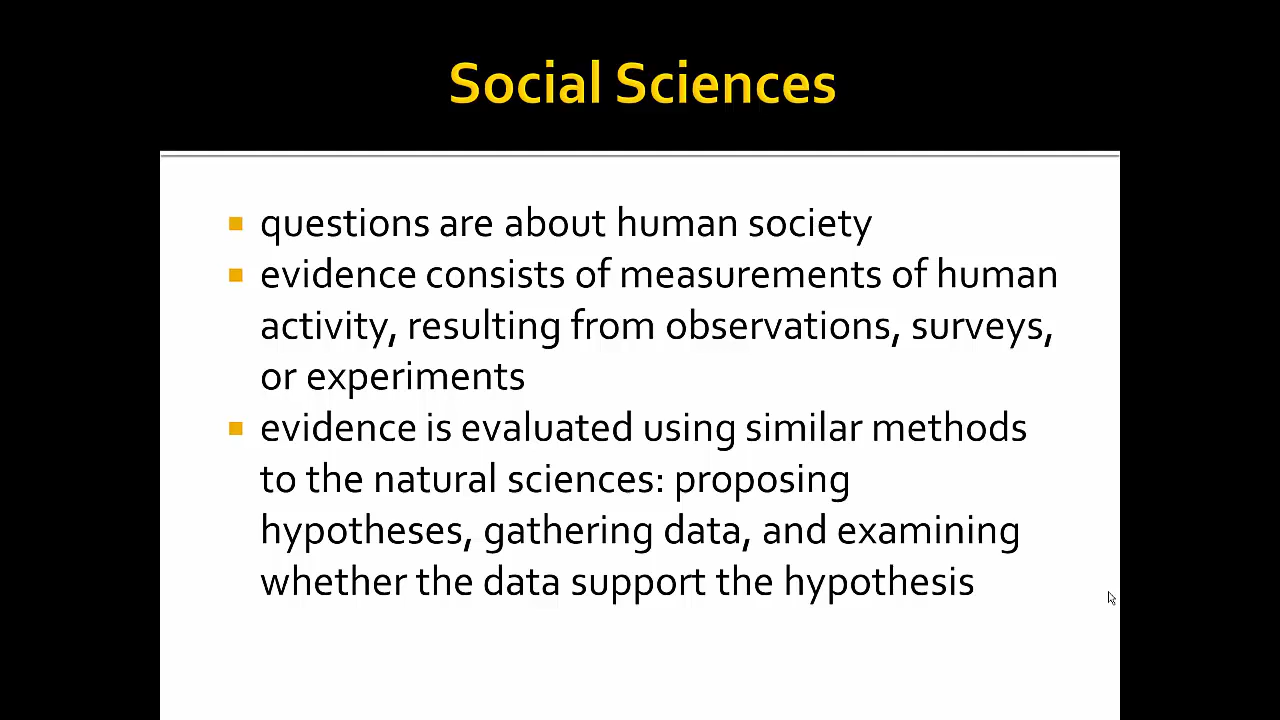 Social Sciences
questions are about human society
evidence consists of measurements of human
activity, resulting from observations, surveys,
or experiments
evidence is evaluated using similar methods
to the natural sciences: proposing
hypotheses, gathering data, and examining
whether the data support the hypothesis